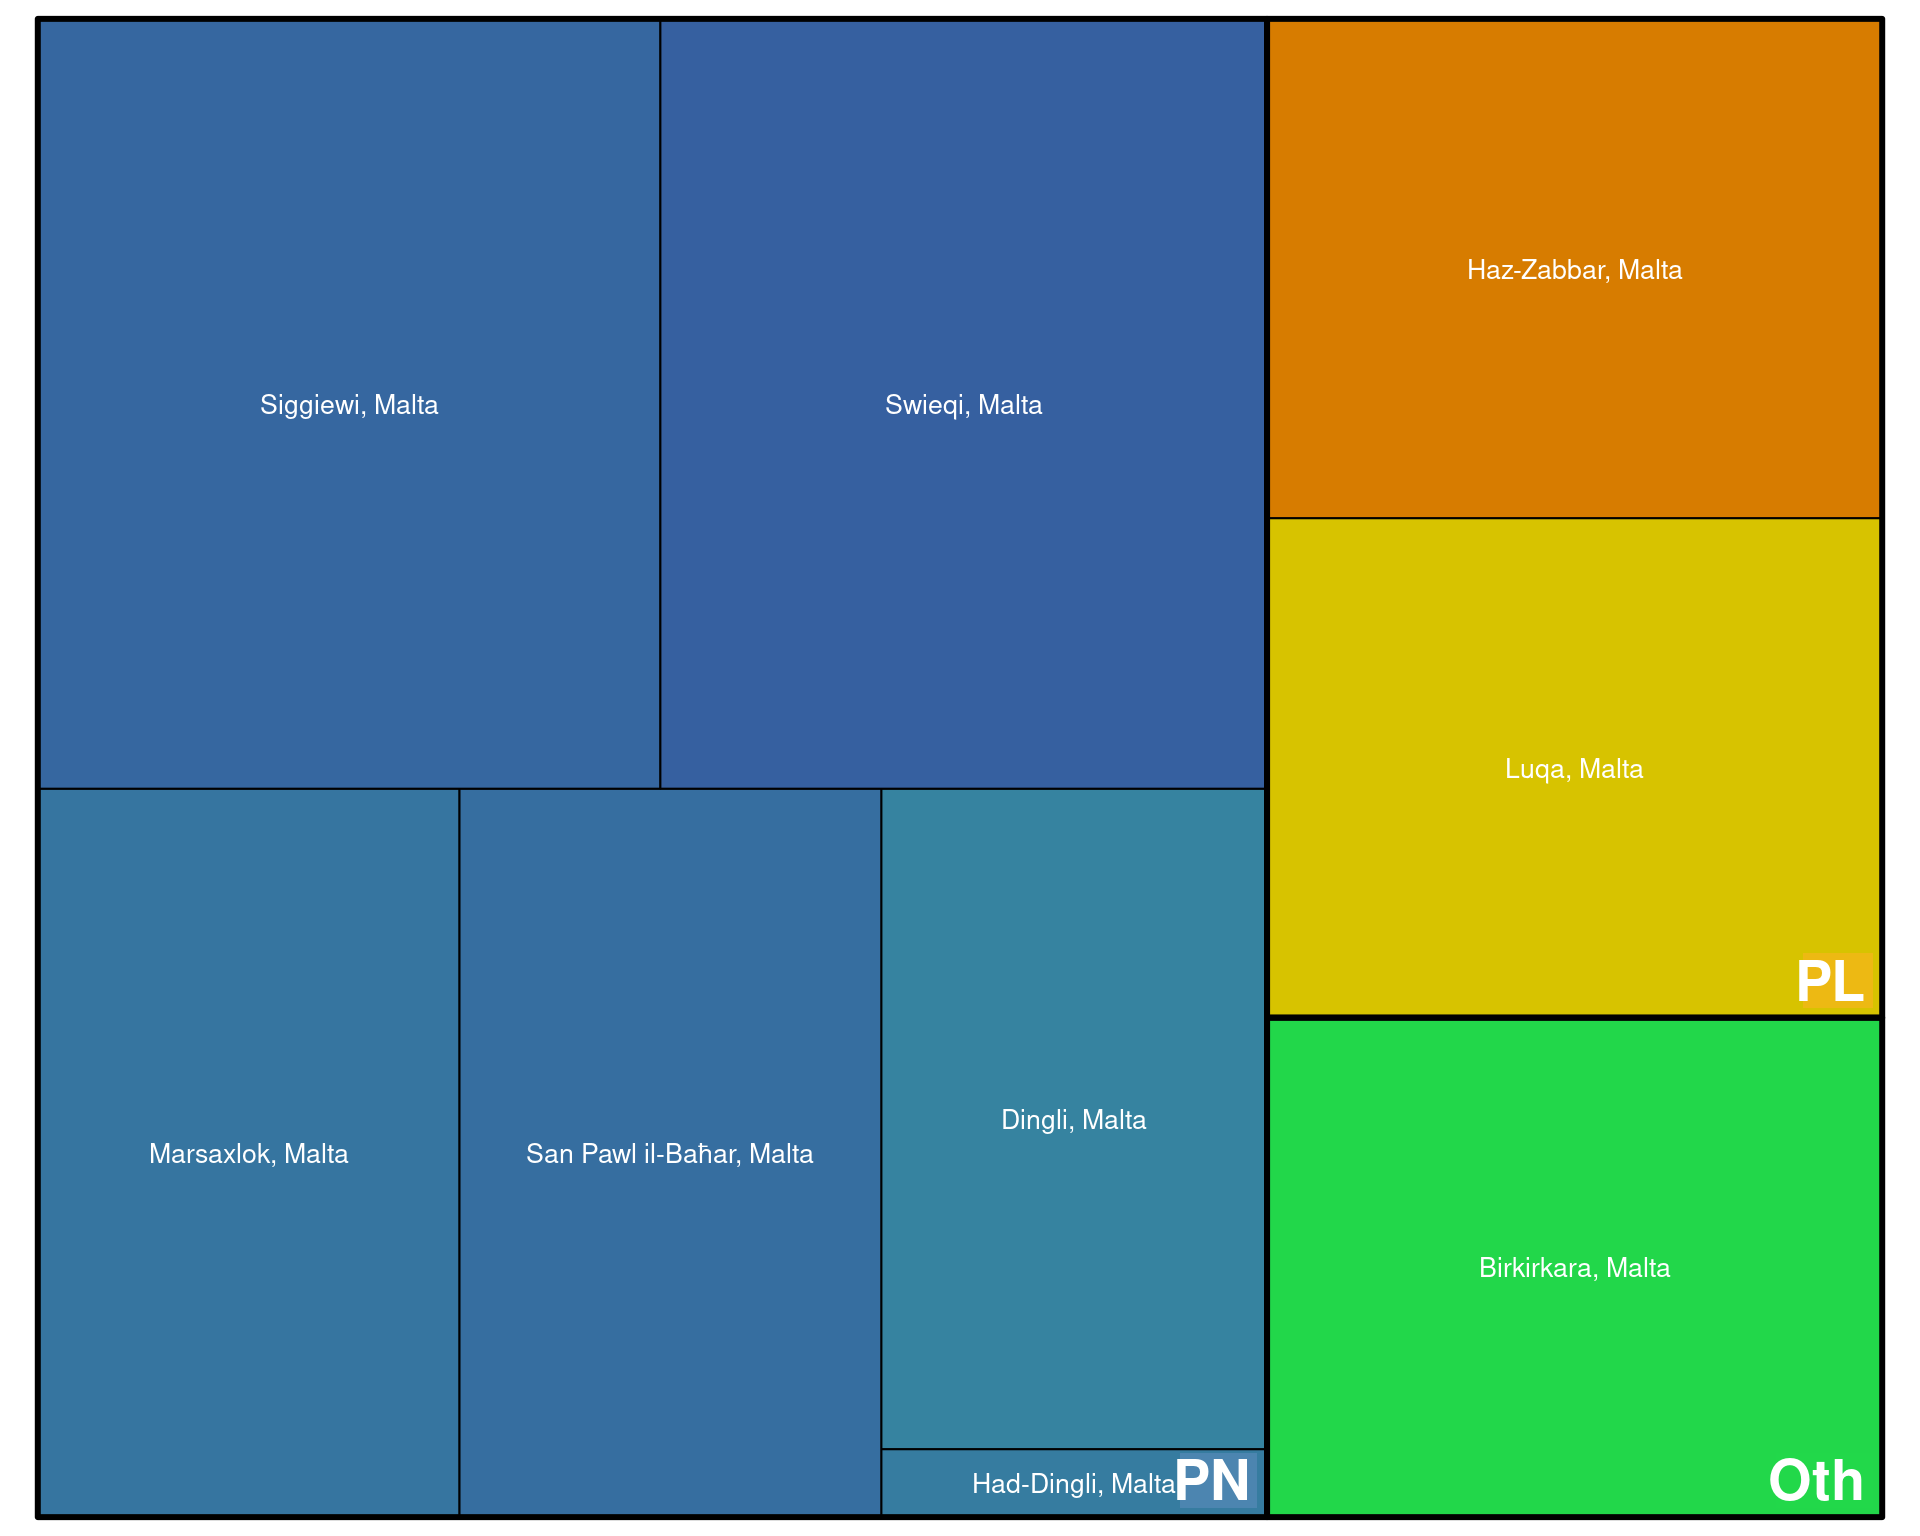 Siggiewi, Malta
Swieqi, Malta
Haz-Zabbar, Malta
Luqa, Malta
PL
Marsaxlok, Malta
San Pawl il-Baħar, Malta
Dingli, Malta
Had-Dingli, Malta
PN
Birkirkara, Malta
Oth